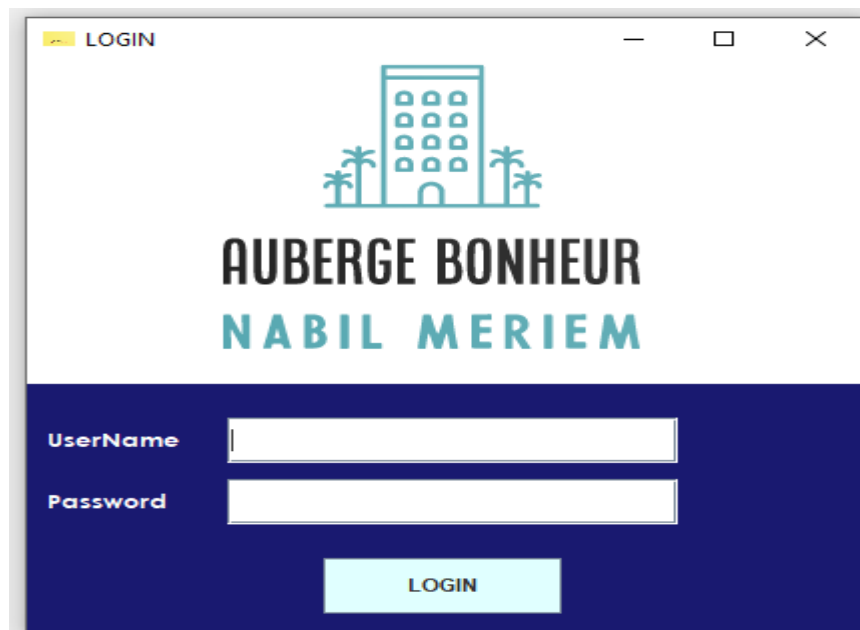 LOGIN
AUBERGE BONHEUR
NABIL MERIEM
UserName
Password
LOGIN